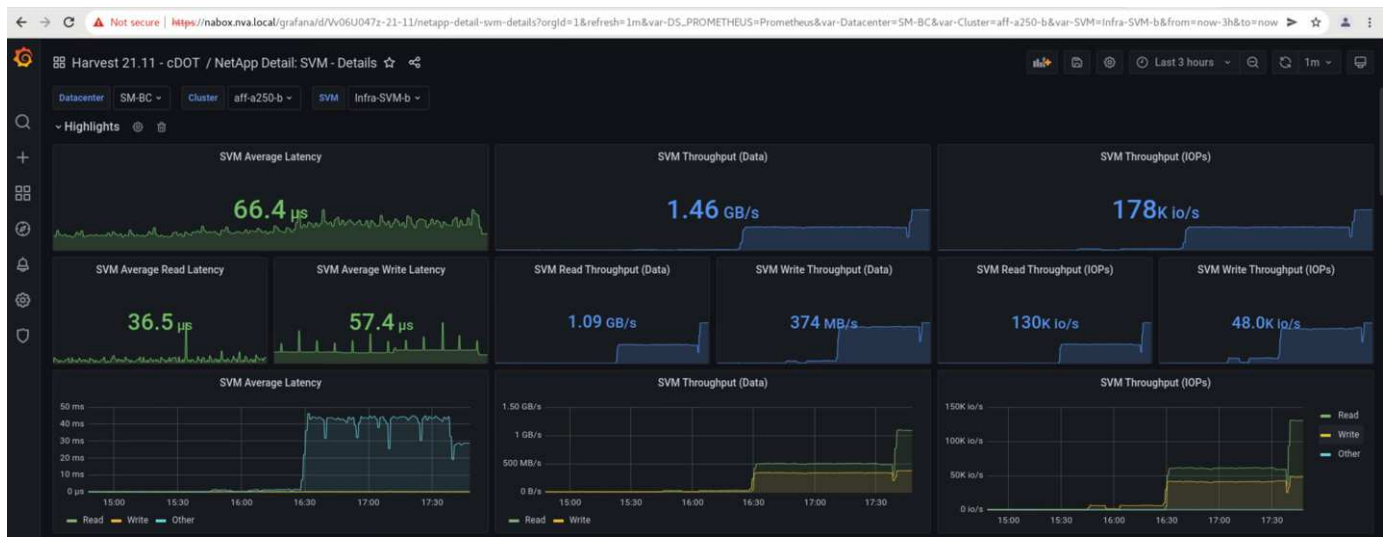 Not secure | https://nabox.nva.local/grafana/d/Vv06U047z-21-11/netapp-detail-svm-details?orgId=1&refresh=1m&var-DS_PROMETHEUS=Prometheus&var-Datacenter=SM-BC&var-Cluster=aff-a250-b&var-SVM=Infra-SVM-b&from=now-3h&to=now
Harvest 21.11 - cDOT / NetApp Detail: SVM - Details
Last 3 hours
1m
Datacenter SM-BC Cluster aff-a250-b SVM Infra-SVM-b
Highlights
SVM Average Latency
66.4 µs
SVM Throughput (Data)
1.46 GB/s
SVM Throughput (IOPs)
178K io/s
SVM Average Read Latency
36.5 µs
SVM Average Write Latency
57.4 µs
SVM Read Throughput (Data)
1.09 GB/s
SVM Write Throughput (Data)
374 MB/s
SVM Read Throughput (IOPs)
130K io/s
SVM Write Throughput (IOPs)
48.0K io/s
SVM Average Latency
50 ms
40 ms
30 ms
20 ms
10 ms
0 µs
15:00 15:30 16:00 16:30 17:00 17:30
Read Write Other
SVM Throughput (Data)
1.50 GB/s
1 GB/s
500 MB/s
0 B/s
15:00 15:30 16:00 16:30 17:00 17:30
Read Write
SVM Throughput (IOPs)
150K io/s
100K io/s
50K io/s
0 io/s
15:00 15:30 16:00 16:30 17:00 17:30
Read
Write
Other